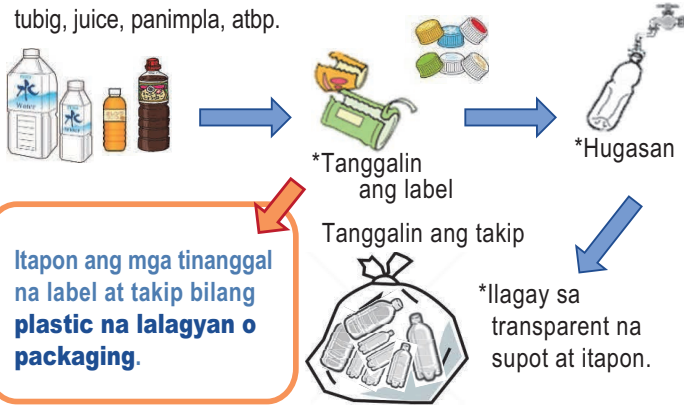 tubig, juice, panimpla, atbp.
水
Water
水
Water
*Tanggalin
ang label
*Hugasan
Tanggalin ang takip
Itapon ang mga tinanggal
na label at takip bilang
plastic na lalagyan o
packaging.
*Ilagay sa
transparent na
supot at itapon.